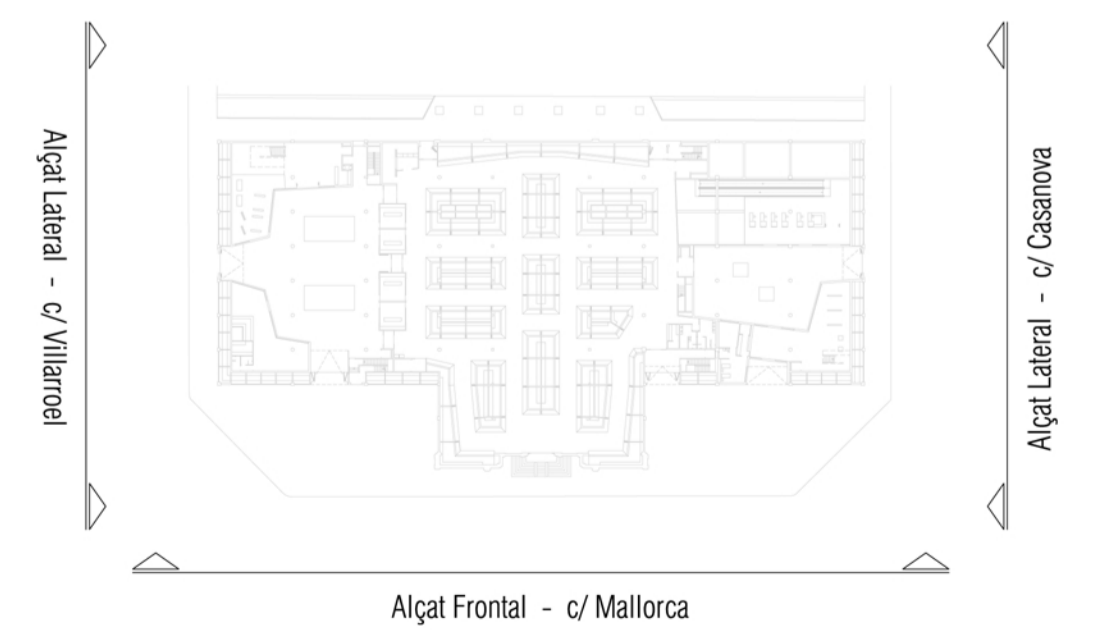 Alçat Lateral - c/ Villarroel
Alçat Lateral - c/ Casanova
Alçat Frontal - c/ Mallorca